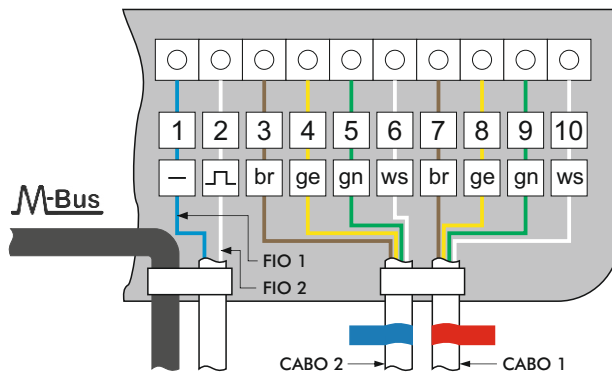 1 2 3 4 5 6 7 8 9 10
— br ge gn ws br ge gn ws
M-Bus
FIO 1
FIO 2
CABO 2
CABO 1